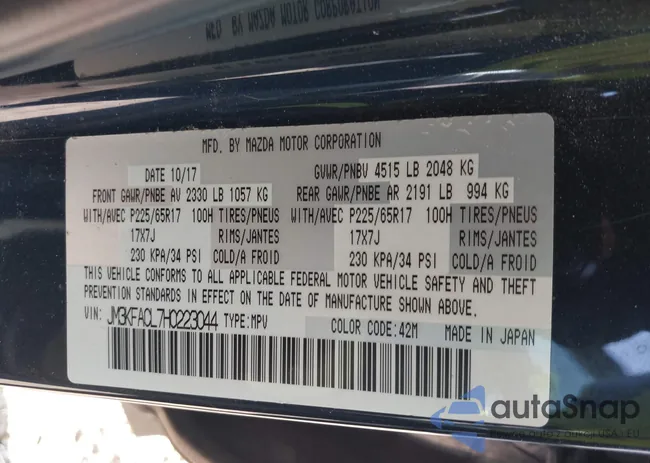 MFD. BY MAZDA MOTOR CORPORATION
DATE 10/17
GVWR/PNBV 4515 LB 2048 KG
FRONT GAWR/PNBE AV 2330 LB 1057 KG
REAR GAWR/PNBE AR 2191 LB 994 KG
WITH/AVEC P225/65R17 100H TIRES/PNEUS
WITH/AVEC P225/65R17 100H TIRES/PNEUS
17X7J RIMS/JANTES
17X7J RIMS/JANTES
230 KPA/34 PSI COLD/A FROID
230 KPA/34 PSI COLD/A FROID
THIS VEHICLE CONFORMS TO ALL APPLICABLE FEDERAL MOTOR VEHICLE SAFETY AND THEFT
PREVENTION STANDARDS IN EFFECT ON THE DATE OF MANUFACTURE SHOWN ABOVE.
VIN: JM3KFACL7H0223044 TYPE:MPV
COLOR CODE:42M MADE IN JAPAN
autoSnap